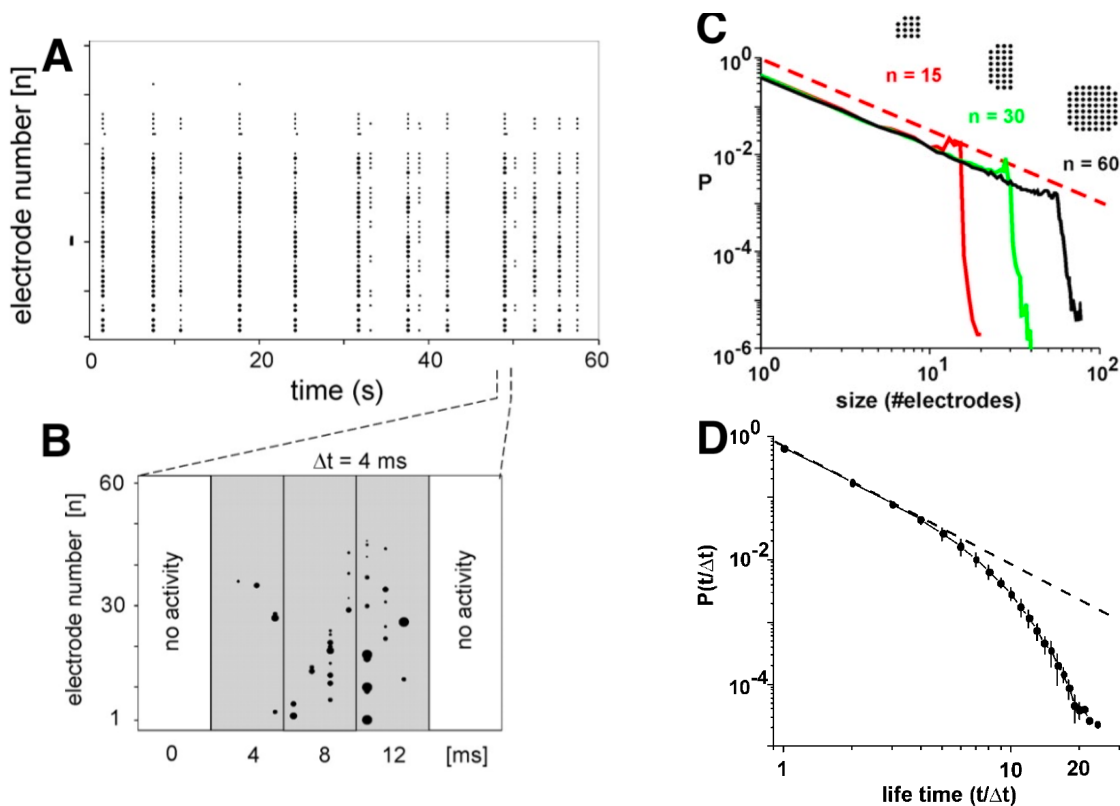 A
electrode number [n]
0
20
40
60
time (s)
B
Δt = 4 ms
60
30
1
electrode number [n]
no activity
no activity
0
4
8
12
[ms]
C
n = 15
n = 30
n = 60
P
10^0
10^-2
10^-4
10^-6
10^0
10^1
10^2
size (#electrodes)
D
P(t/Δt)
10^0
10^-2
10^-4
1
10
20
life time (t/Δt)